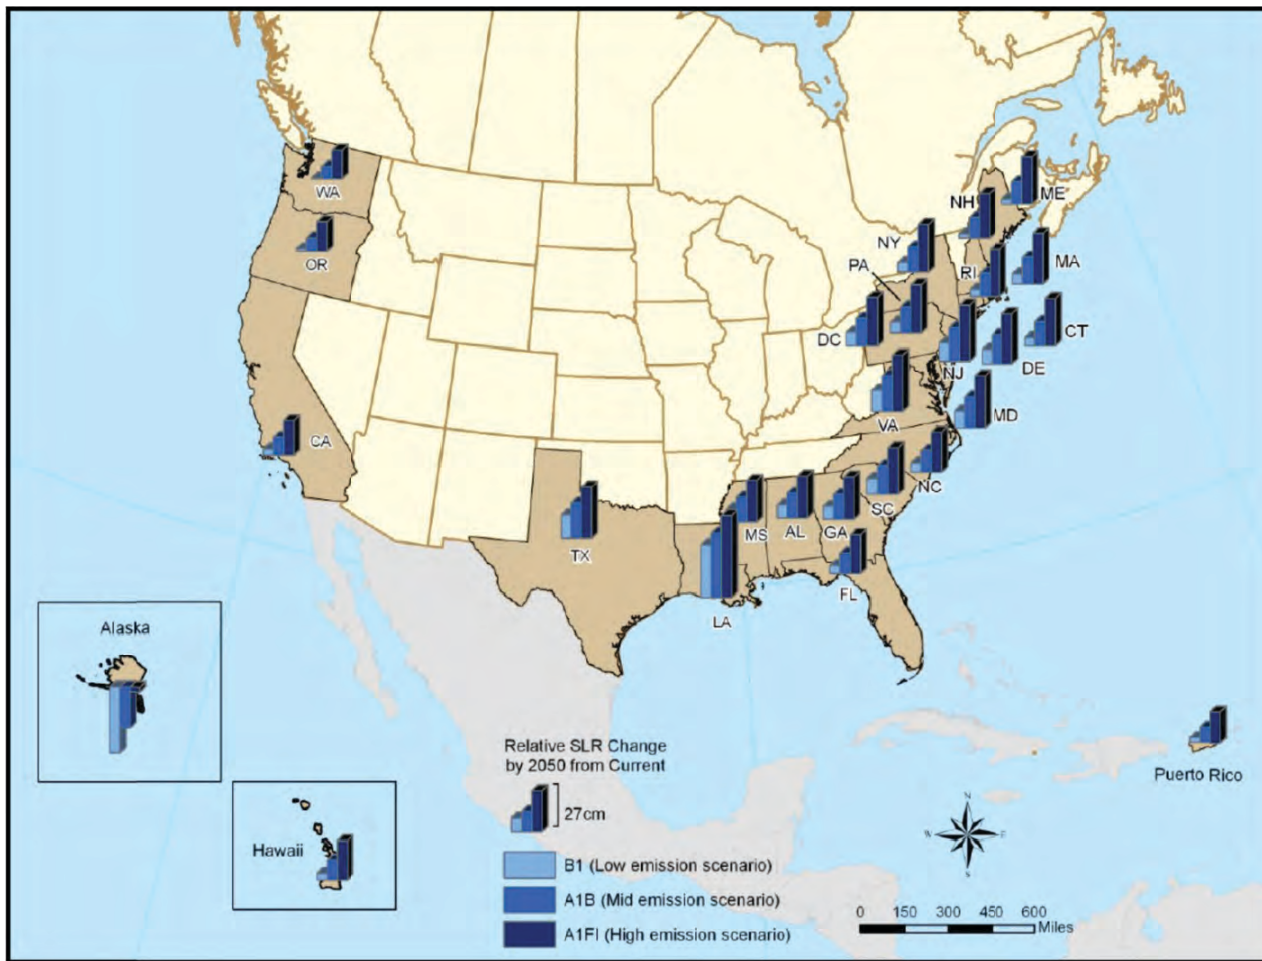 WA
OR
CA
NH
ME
NY
PA
RI
MA
DC
CT
NJ
DE
VA
MD
NC
SC
MS
AL
GA
TX
FL
LA
Alaska
Hawaii
Puerto Rico
Relative SLR Change
by 2050 from Current
27cm
B1 (Low emission scenario)
A1B (Mid emission scenario)
A1FI (High emission scenario)
N
W
E
S
0 150 300 450 600
Miles